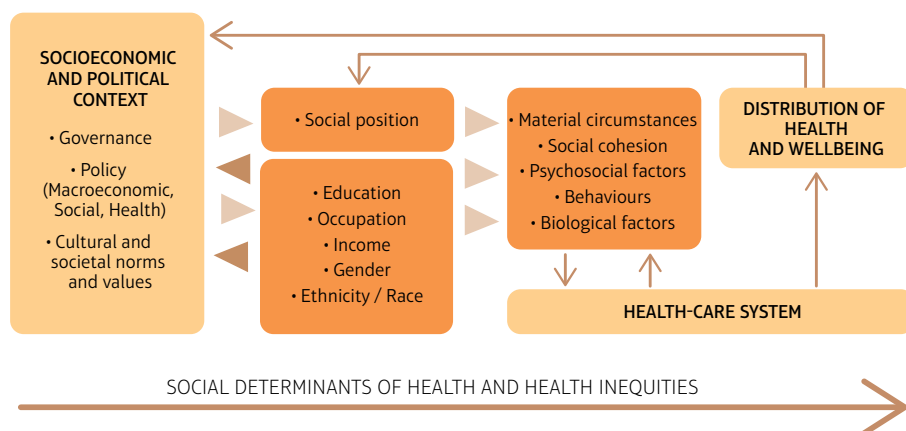 SOCIOECONOMIC
AND POLITICAL
CONTEXT
• Governance
• Policy
(Macroeconomic,
Social, Health)
• Cultural and
societal norms
and values
• Social position
• Education
• Occupation
• Income
• Gender
• Ethnicity / Race
• Material circumstances
• Social cohesion
• Psychosocial factors
• Behaviours
• Biological factors
DISTRIBUTION OF
HEALTH
AND WELLBEING
HEALTH-CARE SYSTEM
SOCIAL DETERMINANTS OF HEALTH AND HEALTH INEQUITIES